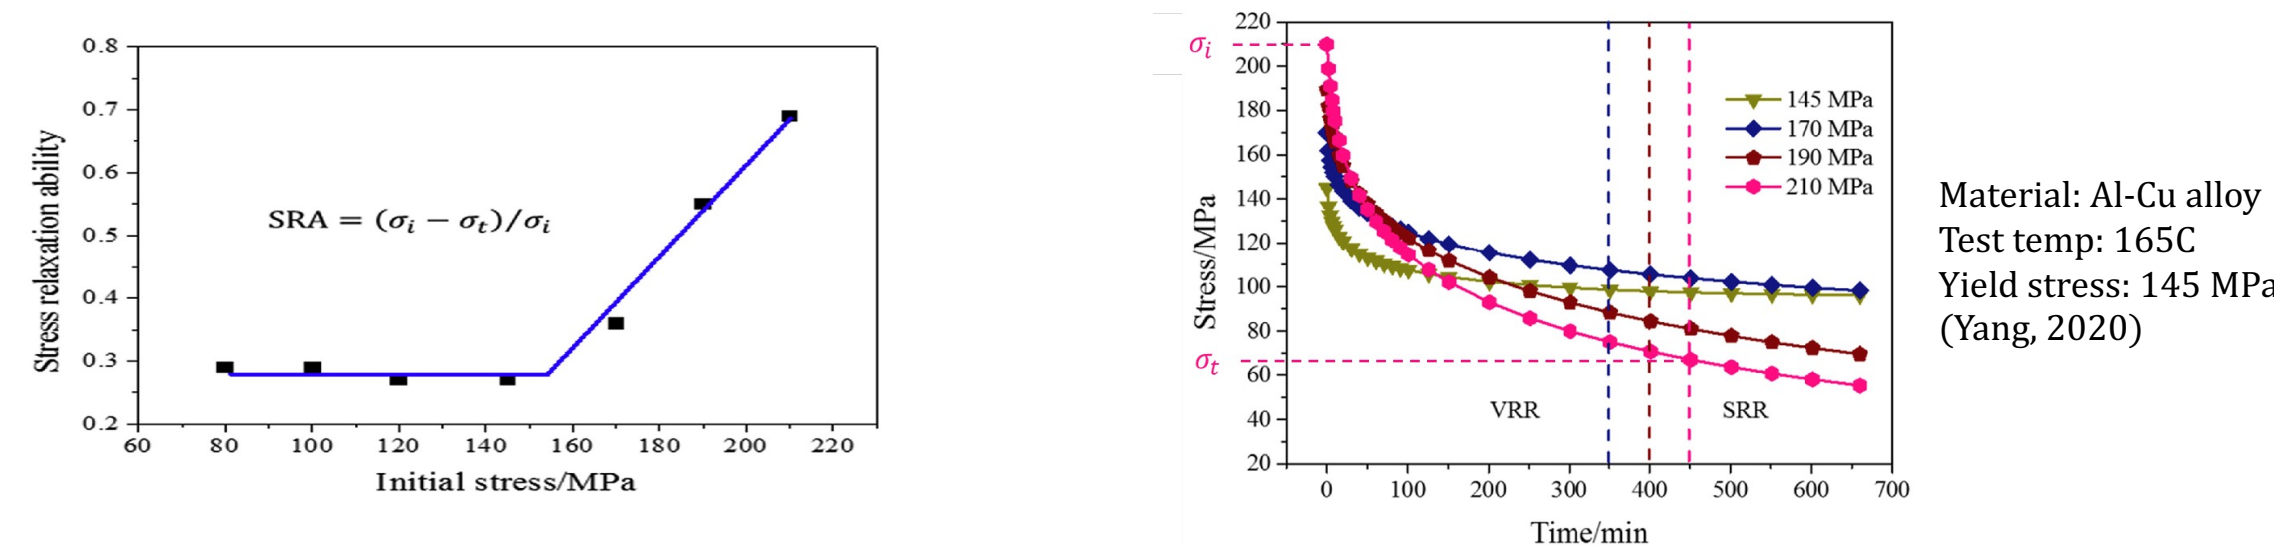 0.8
0.7
0.6
0.5
0.4
0.3
0.2
Stress relaxation ability
SRA = (σᵢ − σₜ)/σᵢ
60 80 100 120 140 160 180 200 220
Initial stress/MPa
220
200
180
160
140
120
100
80
60
40
20
σᵢ
σₜ
Stress/MPa
145 MPa
170 MPa
190 MPa
210 MPa
VRR SRR
0 100 200 300 400 500 600 700
Time/min
Material: Al-Cu alloy
Test temp: 165C
Yield stress: 145 MPa
(Yang, 2020)